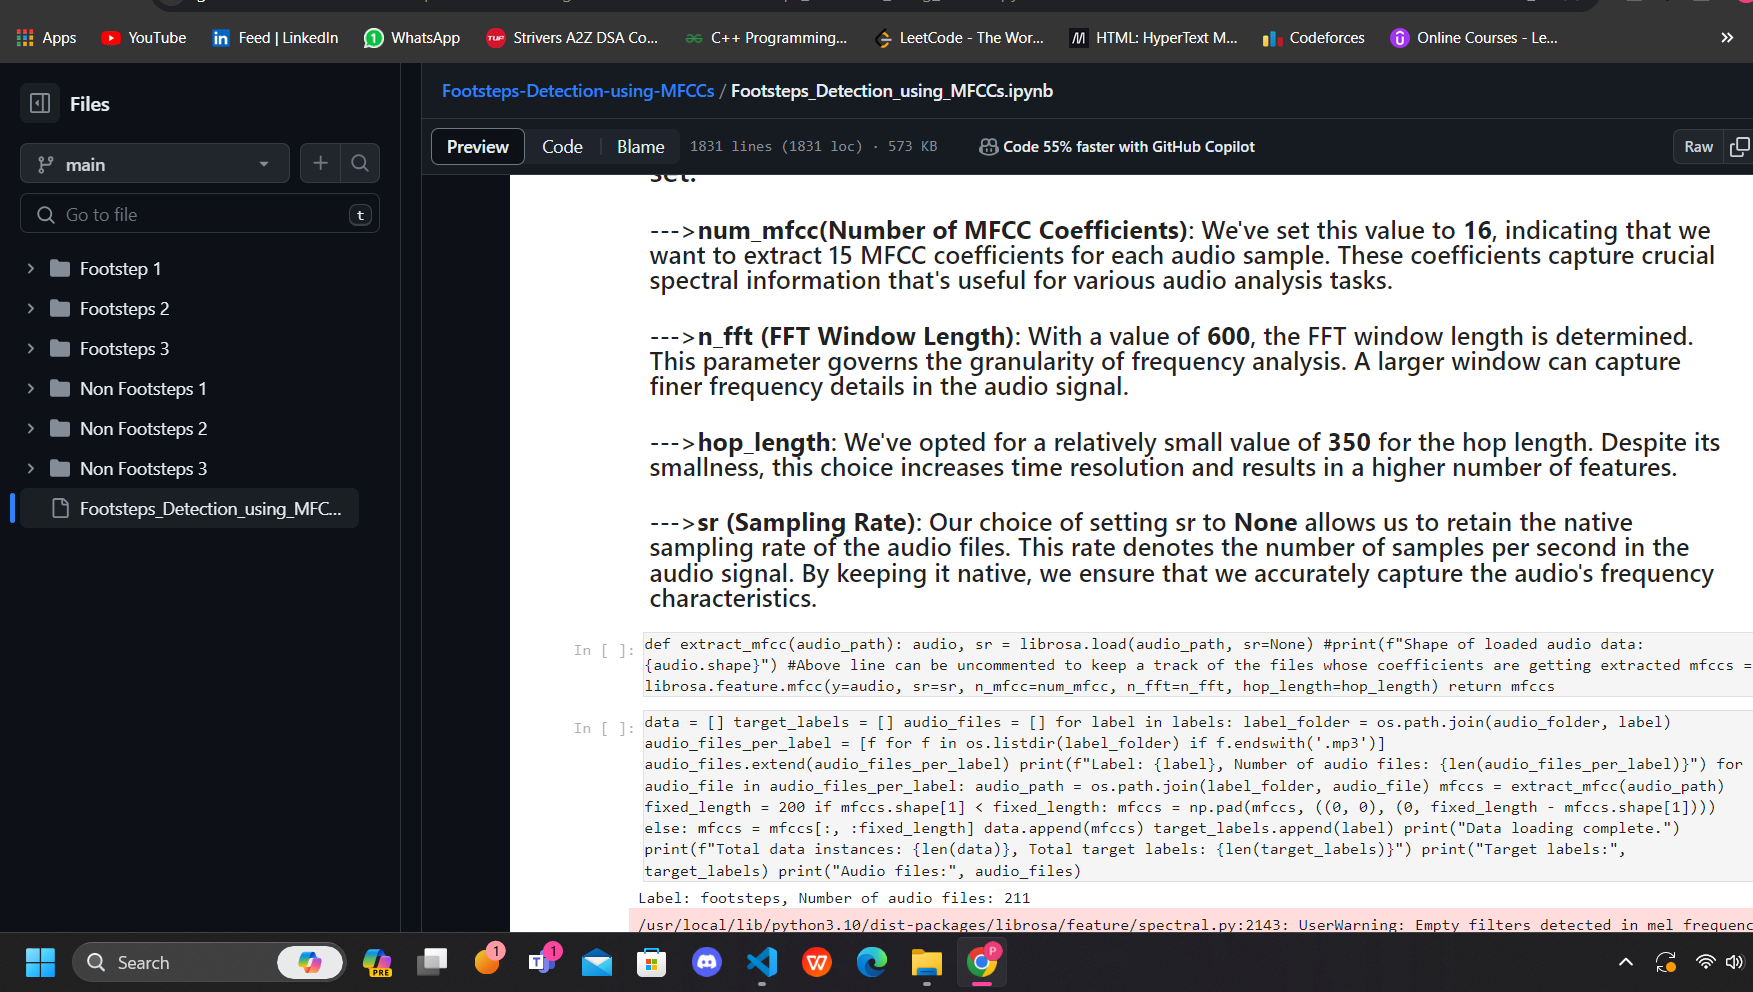 Apps
YouTube
Feed | LinkedIn
WhatsApp
Strivers A2Z DSA Co...
C++ Programming...
LeetCode - The Wor...
HTML: HyperText M...
Codeforces
Online Courses - Le...
»
Files
main
Go to file
t
Footstep 1
Footsteps 2
Footsteps 3
Non Footsteps 1
Non Footsteps 2
Non Footsteps 3
Footsteps_Detection_using_MFC...
Footsteps-Detection-using-MFCCs / Footsteps_Detection_using_MFCCs.ipynb
Preview
Code
Blame
1831 lines (1831 loc) · 573 KB
Code 55% faster with GitHub Copilot
Raw
set.
--->num_mfcc(Number of MFCC Coefficients): We've set this value to 16, indicating that we
want to extract 15 MFCC coefficients for each audio sample. These coefficients capture crucial
spectral information that's useful for various audio analysis tasks.
--->n_fft (FFT Window Length): With a value of 600, the FFT window length is determined.
This parameter governs the granularity of frequency analysis. A larger window can capture
finer frequency details in the audio signal.
--->hop_length: We've opted for a relatively small value of 350 for the hop length. Despite its
smallness, this choice increases time resolution and results in a higher number of features.
--->sr (Sampling Rate): Our choice of setting sr to None allows us to retain the native
sampling rate of the audio files. This rate denotes the number of samples per second in the
audio signal. By keeping it native, we ensure that we accurately capture the audio's frequency
characteristics.
In [ ]:
def extract_mfcc(audio_path): audio, sr = librosa.load(audio_path, sr=None) #print(f"Shape of loaded audio data:
{audio.shape}") #Above line can be uncommented to keep a track of the files whose coefficients are getting extracted mfccs =
librosa.feature.mfcc(y=audio, sr=sr, n_mfcc=num_mfcc, n_fft=n_fft, hop_length=hop_length) return mfccs
In [ ]:
data = [] target_labels = [] audio_files = [] for label in labels: label_folder = os.path.join(audio_folder, label)
audio_files_per_label = [f for f in os.listdir(label_folder) if f.endswith('.mp3')]
audio_files.extend(audio_files_per_label) print(f"Label: {label}, Number of audio files: {len(audio_files_per_label)}") for
audio_file in audio_files_per_label: audio_path = os.path.join(label_folder, audio_file) mfccs = extract_mfcc(audio_path)
fixed_length = 200 if mfccs.shape[1] < fixed_length: mfccs = np.pad(mfccs, ((0, 0), (0, fixed_length - mfccs.shape[1])))
else: mfccs = mfccs[:, :fixed_length] data.append(mfccs) target_labels.append(label) print("Data loading complete.")
print(f"Total data instances: {len(data)}, Total target labels: {len(target_labels)}") print("Target labels:",
target_labels) print("Audio files:", audio_files)
Label: footsteps, Number of audio files: 211
/usr/local/lib/python3.10/dist-packages/librosa/feature/spectral.py:2143: UserWarning: Empty filters detected in mel frequenc
Search
PRE
1
1
P